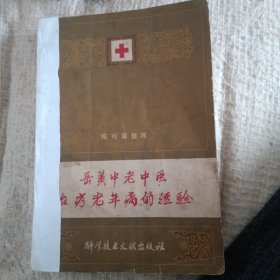 陈可冀整理
岳美中老中医
治疗老年病的经验
科学技术文献出版社